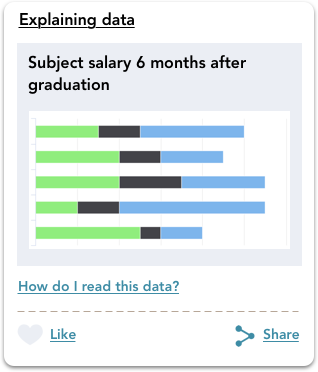 Explaining data
Subject salary 6 months after
graduation
How do I read this data?
Like
Share